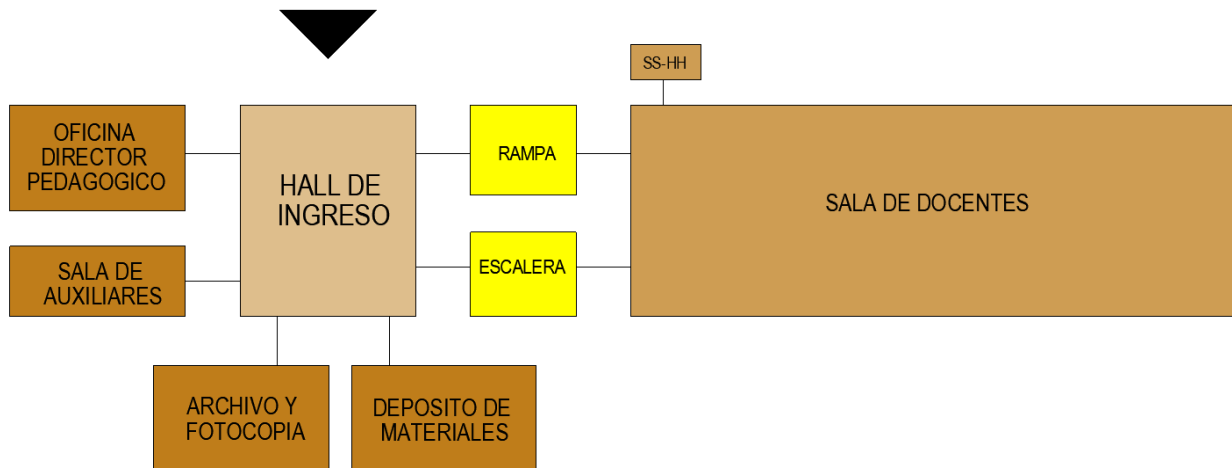 SS-HH
OFICINA
DIRECTOR
PEDAGOGICO
HALL DE
INGRESO
RAMPA
SALA DE DOCENTES
SALA DE
AUXILIARES
ESCALERA
ARCHIVO Y
FOTOCOPIA
DEPOSITO DE
MATERIALES